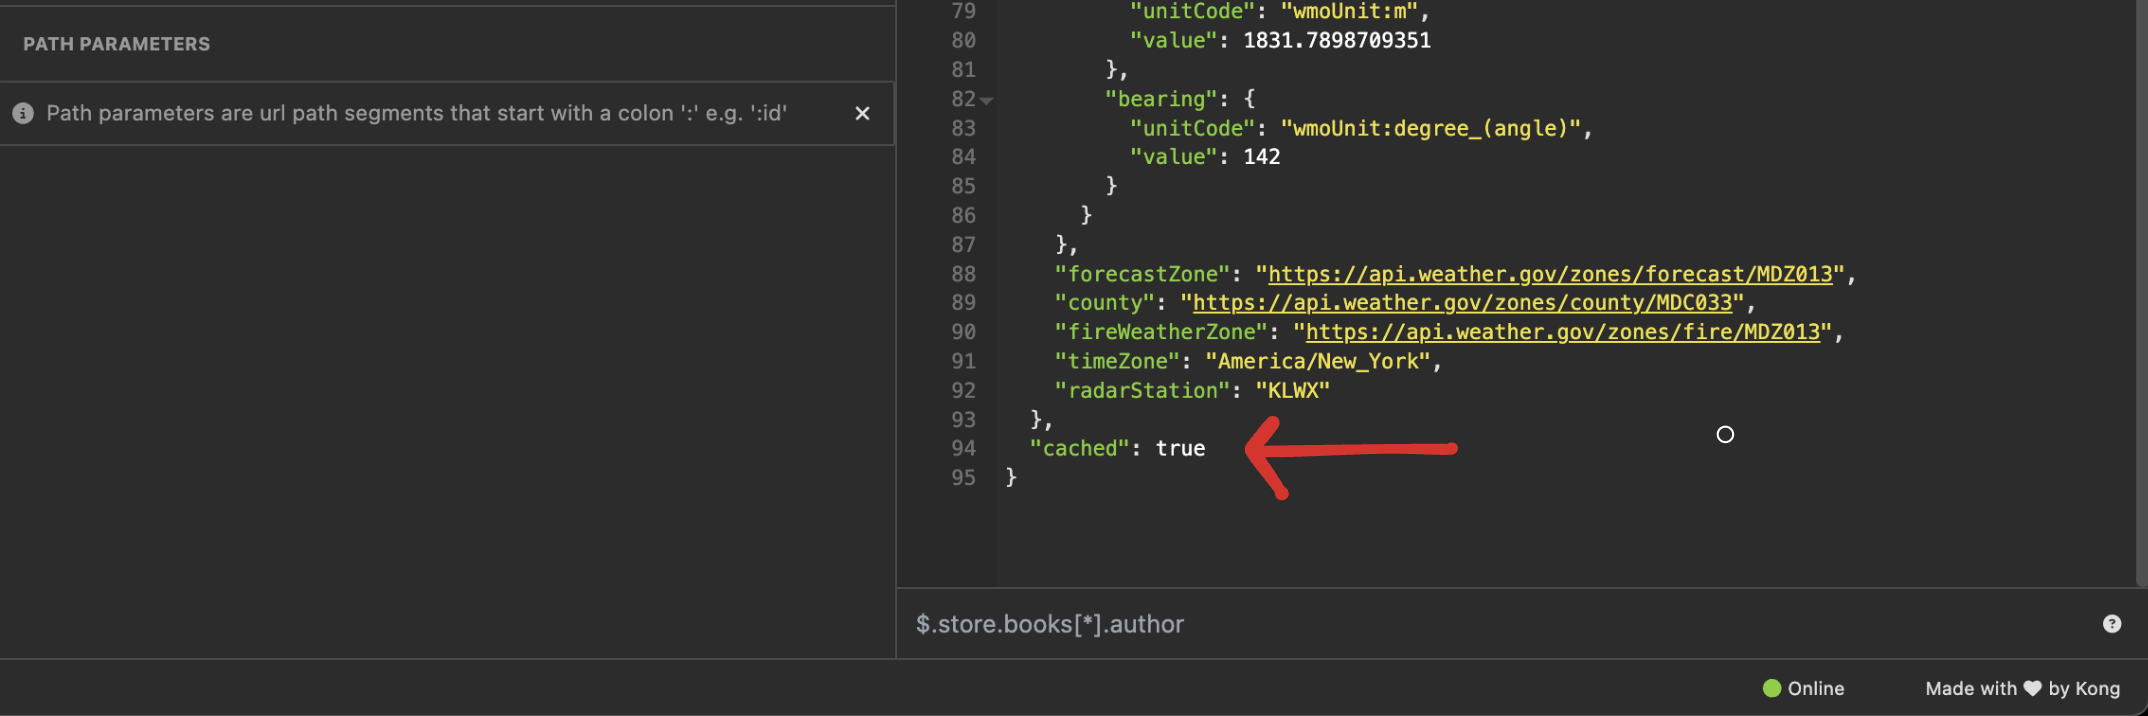 PATH PARAMETERS
Path parameters are url path segments that start with a colon ':' e.g. ':id'
79 "unitCode": "wmoUnit:m",
80 "value": 1831.7898709351
81 },
82 "bearing": {
83 "unitCode": "wmoUnit:degree_(angle)",
84 "value": 142
85 }
86 }
87 },
88 "forecastZone": "https://api.weather.gov/zones/forecast/MDZ013",
89 "county": "https://api.weather.gov/zones/county/MDC033",
90 "fireWeatherZone": "https://api.weather.gov/zones/fire/MDZ013",
91 "timeZone": "America/New_York",
92 "radarStation": "KLWX"
93 },
94 "cached": true
95 }
$.store.books[*].author
Online
Made with ♥ by Kong